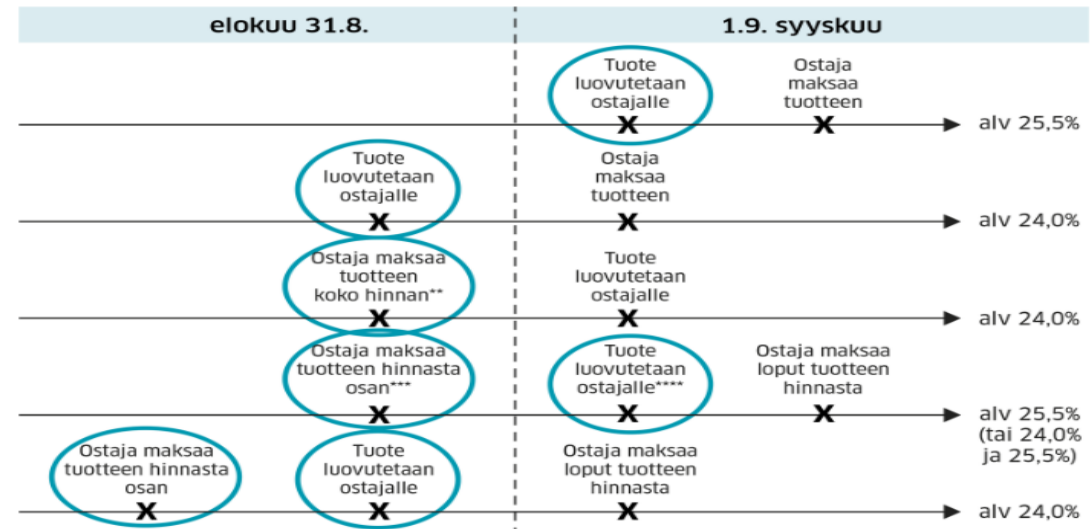 elokuu 31.8.
1.9. syyskuu
Tuote
luovutetaan
ostajalle
X
Ostaja
maksaa
tuotteen
X
alv 25,5%
Tuote
luovutetaan
ostajalle
X
Ostaja
maksaa
tuotteen
X
alv 24,0%
Ostaja maksaa
tuotteen
koko hinnan**
X
Tuote
luovutetaan
ostajalle
X
alv 24,0%
Ostaja maksaa
tuotteen hinnasta
osan***
X
Tuote
luovutetaan
ostajalle****
X
Ostaja maksaa
loput tuotteen
hinnasta
X
alv 25,5%
(tai 24,0%
ja 25,5%)
Ostaja maksaa
tuotteen hinnasta
osan
X
Tuote
luovutetaan
ostajalle
X
Ostaja maksaa
loput tuotteen
hinnasta
X
alv 24,0%